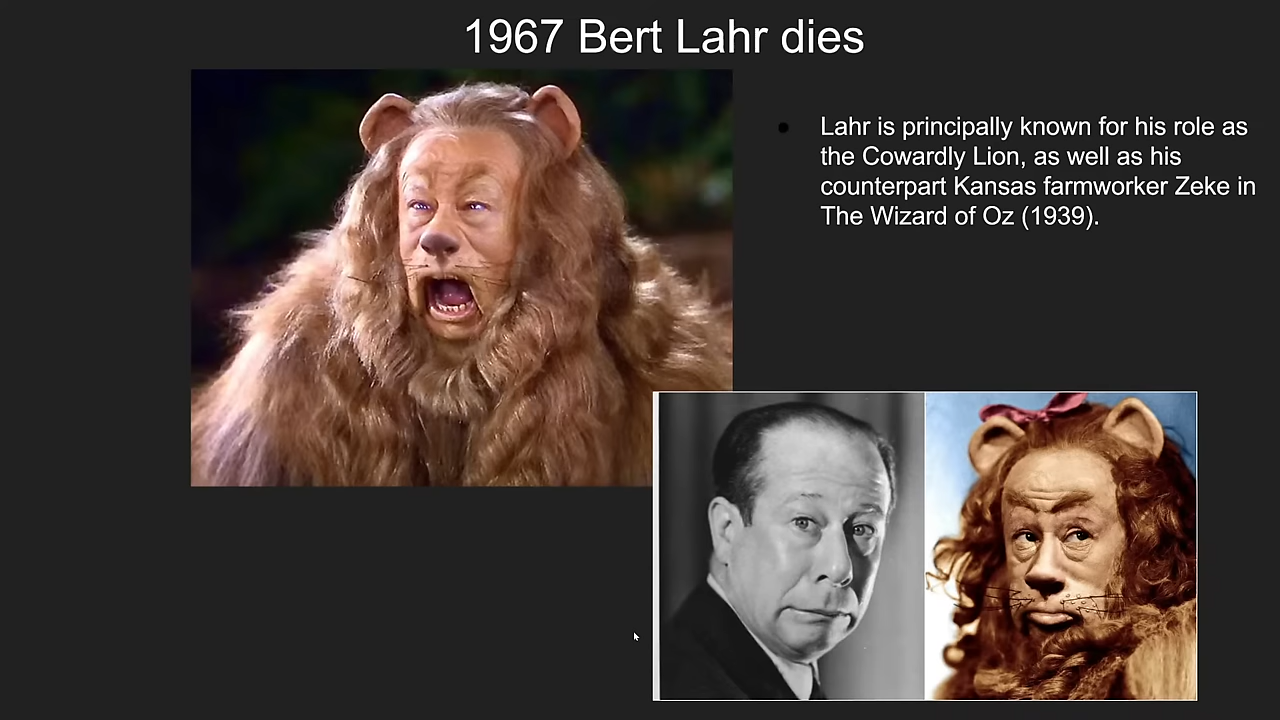 1967 Bert Lahr dies
Lahr is principally known for his role as
the Cowardly Lion, as well as his
counterpart Kansas farmworker Zeke in
The Wizard of Oz (1939).